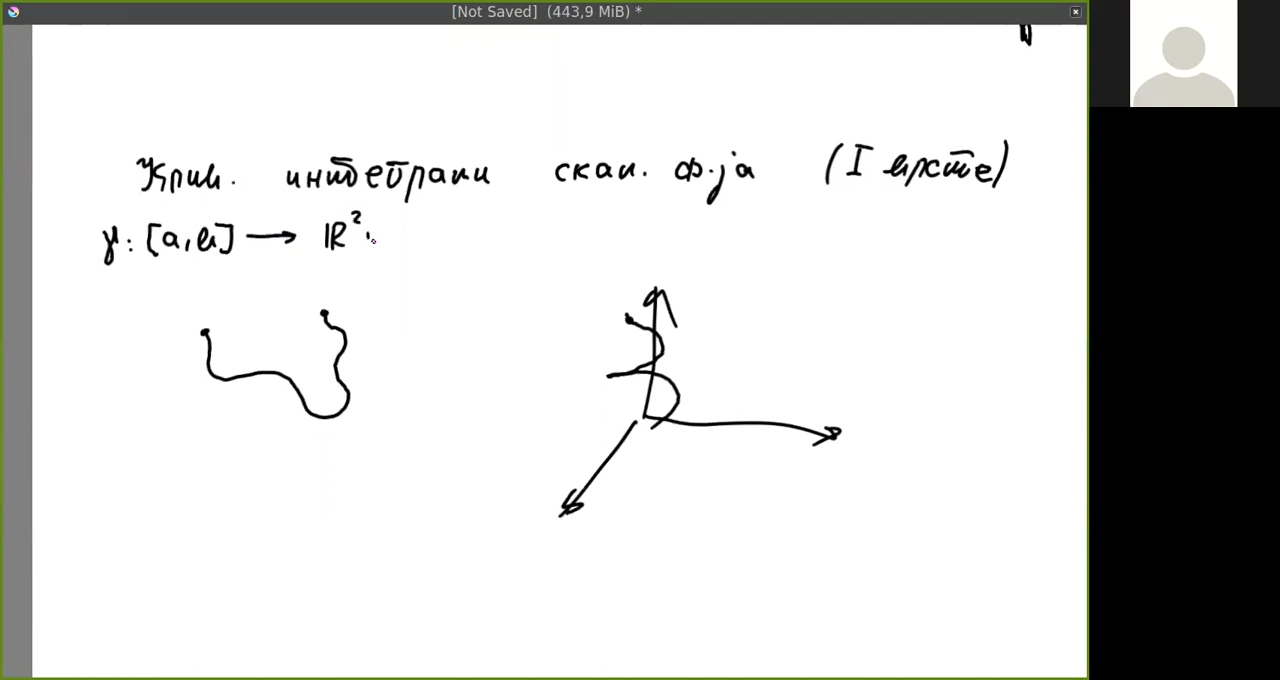 [Not Saved] (443,9 MiB) *
Крив. интеграли скал. ф-ја (I врсте)
γ: [a, b] ⟶ ℝ²,